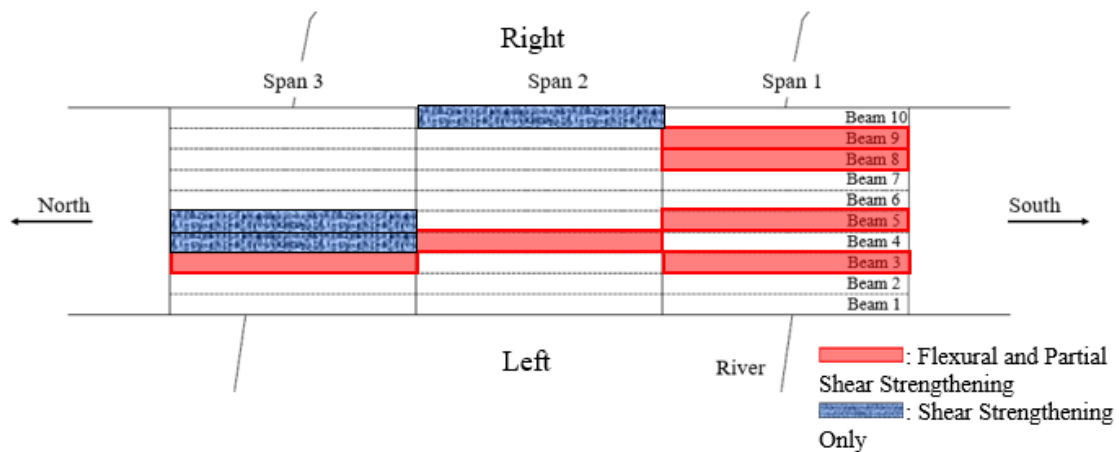 Right
Span 3
Span 2
Span 1
Beam 10
Beam 9
Beam 8
Beam 7
Beam 6
North
Beam 5
South
Beam 4
Beam 3
Beam 2
Beam 1
Left
River
: Flexural and Partial
Shear Strengthening
: Shear Strengthening
Only